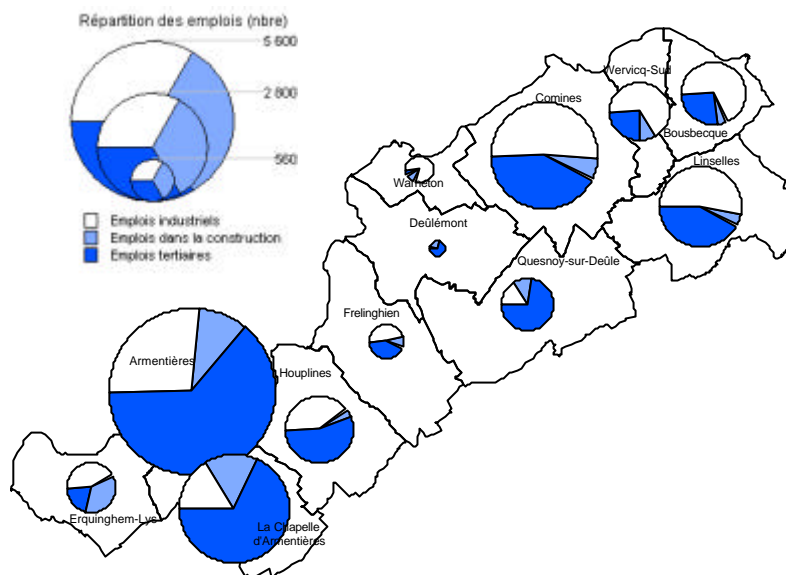 Répartition des emplois (nbre)
5 600
2 800
560
Emplois industriels
Emplois dans la construction
Emplois tertiaires
Wervicq-Sud
Comines
Bousbecque
Linselles
Warneton
Deûlémont
Quesnoy-sur-Deûle
Frelinghien
Armentières
Houplines
Erquinghem-Lys
La Chapelle
d'Armentières